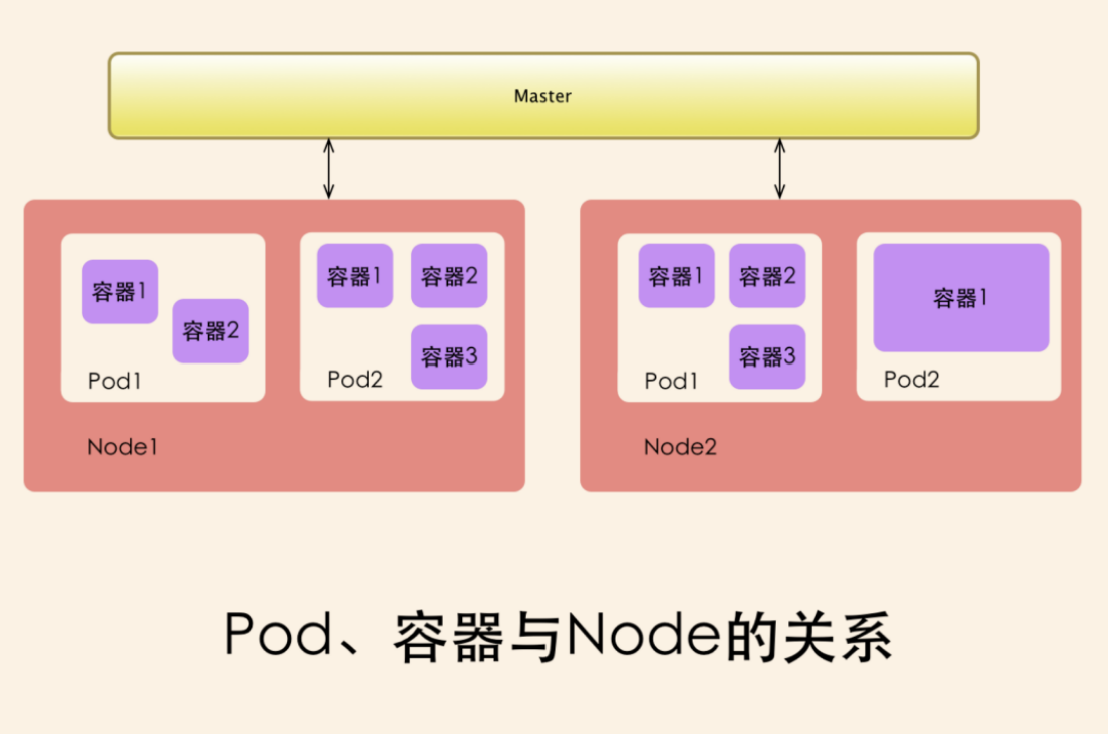 Master
容器1
容器2
Pod1
容器1
容器2
容器3
Pod2
Node1
容器1
容器2
容器3
Pod1
容器1
Pod2
Node2
Pod、容器与Node的关系